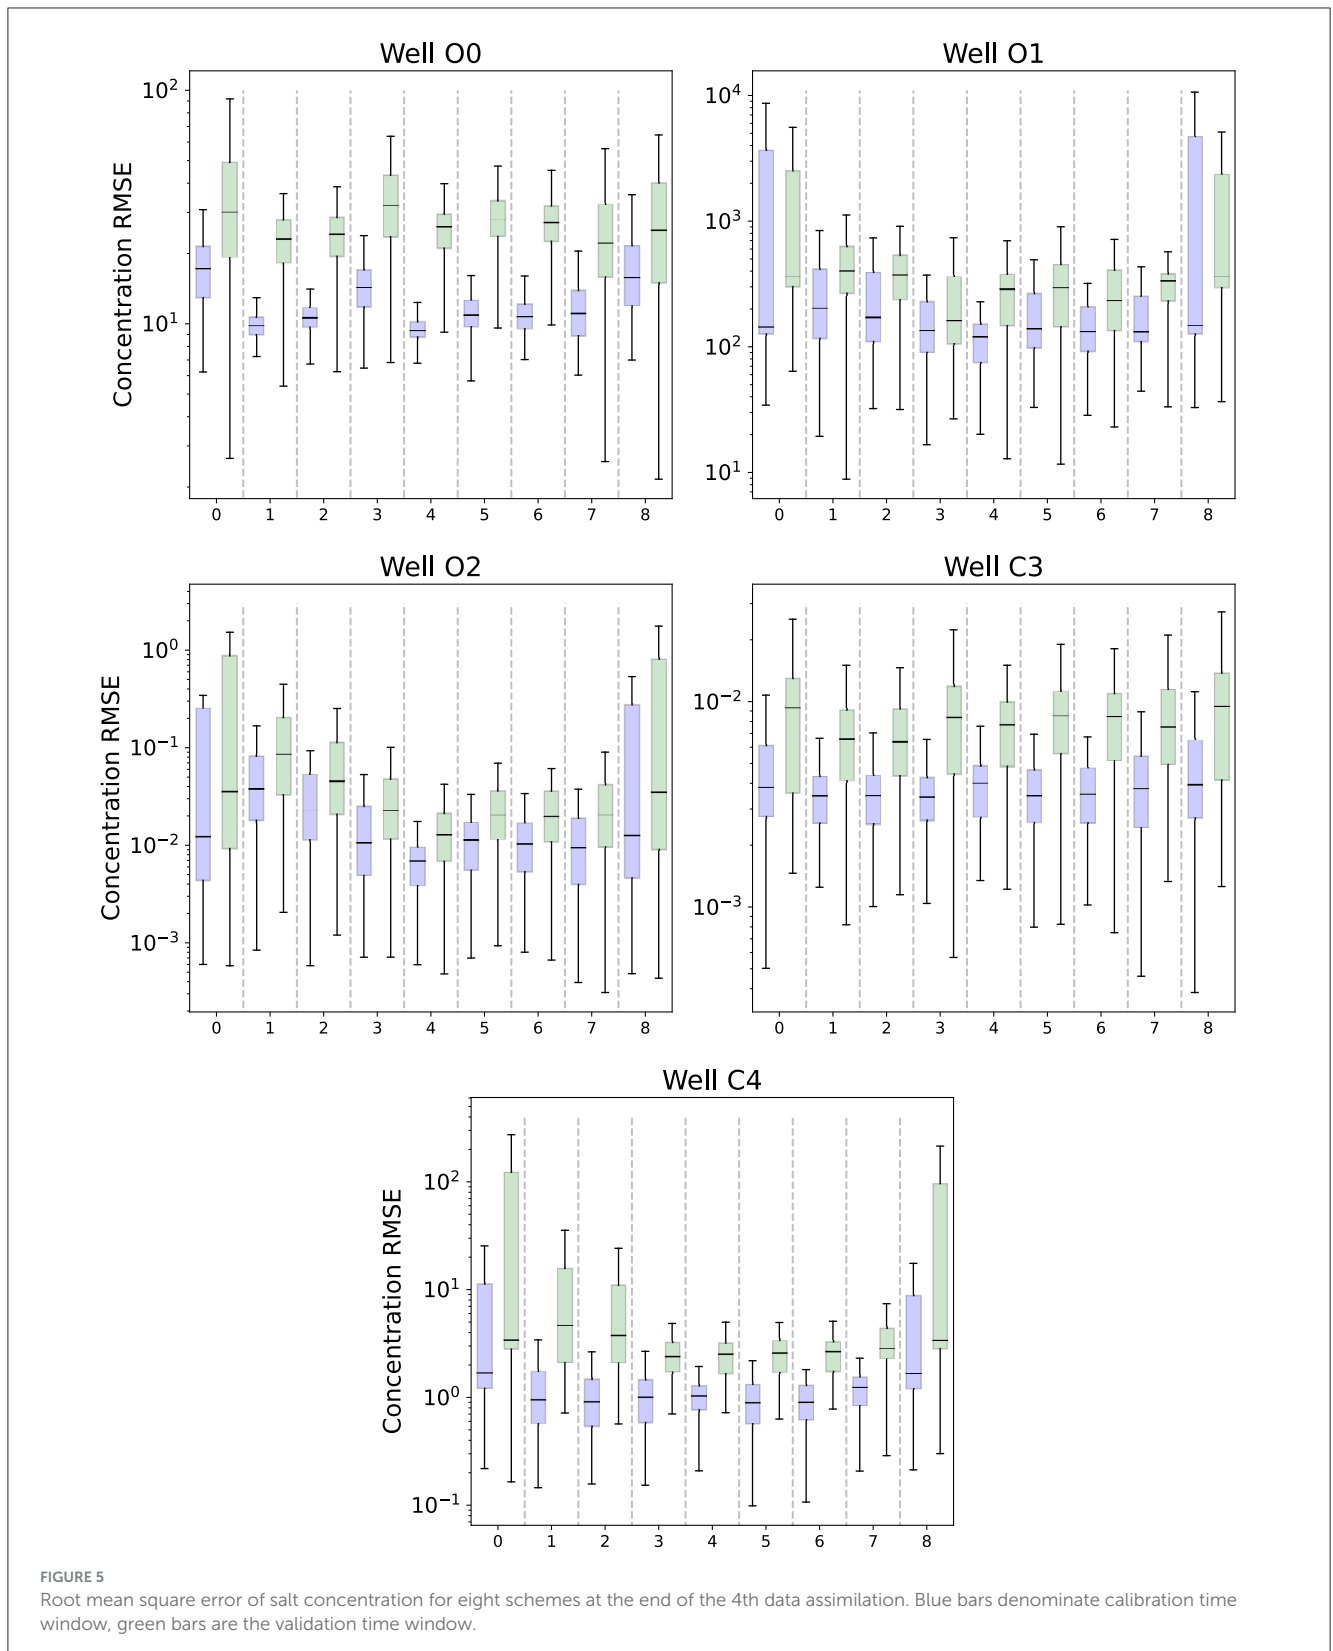 Well O0
Concentration RMSE
10²
10¹
0 1 2 3 4 5 6 7 8
Well O1
10⁴
10³
10²
10¹
0 1 2 3 4 5 6 7 8
Well O2
Concentration RMSE
10⁰
10⁻¹
10⁻²
10⁻³
0 1 2 3 4 5 6 7 8
Well C3
10⁻²
10⁻³
0 1 2 3 4 5 6 7 8
Well C4
Concentration RMSE
10²
10¹
10⁰
10⁻¹
0 1 2 3 4 5 6 7 8
FIGURE 5
Root mean square error of salt concentration for eight schemes at the end of the 4th data assimilation. Blue bars denominate calibration time
window, green bars are the validation time window.